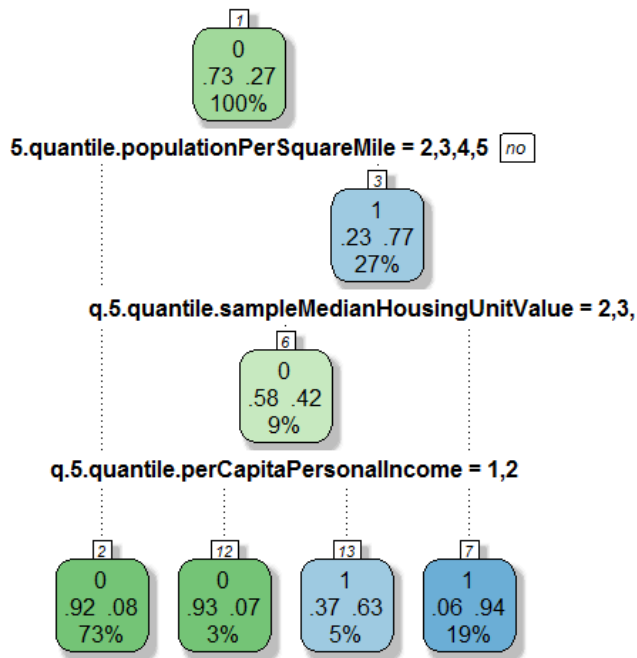 1
0
.73 .27
100%
5.quantile.populationPerSquareMile = 2,3,4,5 no
3
1
.23 .77
27%
q.5.quantile.sampleMedianHousingUnitValue = 2,3,
6
0
.58 .42
9%
q.5.quantile.perCapitaPersonalIncome = 1,2
2 12 13 7
0 0 1 1
.92 .08 .93 .07 .37 .63 .06 .94
73% 3% 5% 19%